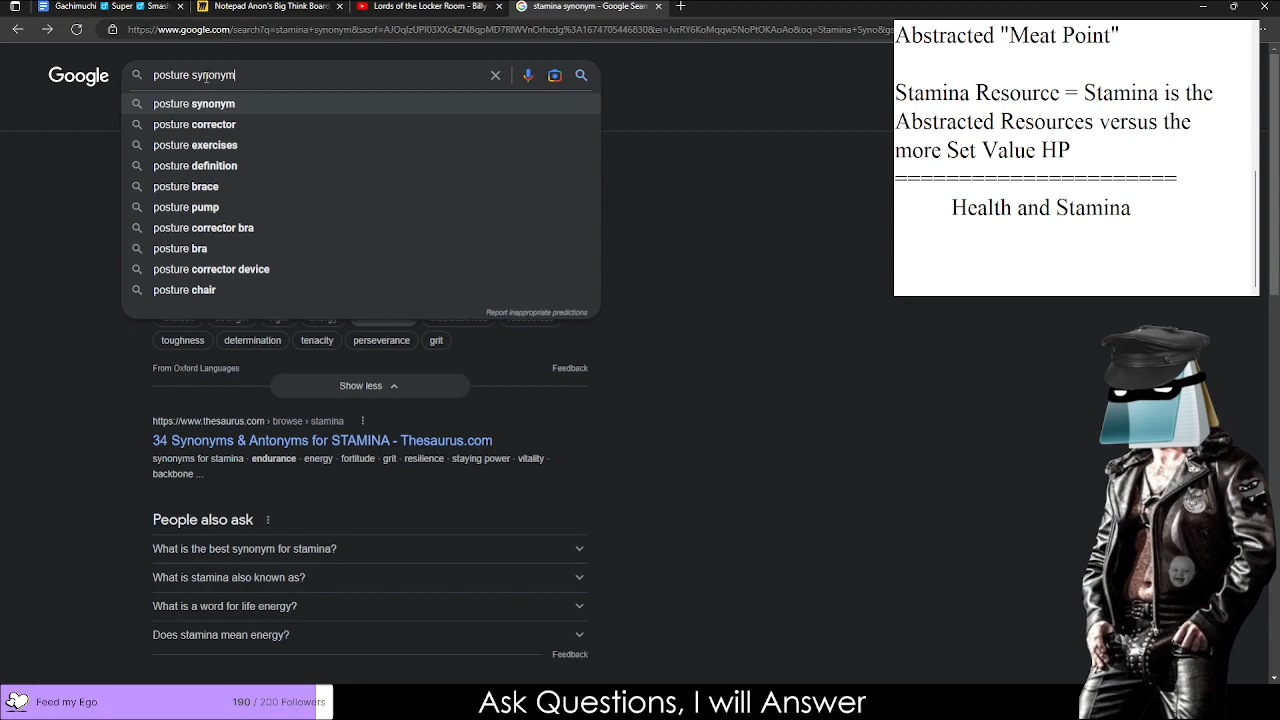 Gchimuchi
Super
Smash
Notepad Anon's Big Think Board
Lords of the Locker Room - Billy
stamina synonym - Google Sear
Google
posture synonym
posture synonym
posture corrector
posture exercises
posture definition
posture brace
posture pump
posture corrector bra
posture bra
posture corrector device
posture chair
Report inappropriate predictions
toughness
determination
tenacity
perseverance
grit
From Oxford Languages
Feedback
Show less
https://www.thesaurus.com › browse › stamina
34 Synonyms & Antonyms for STAMINA - Thesaurus.com
synonyms for stamina · endurance · energy · fortitude · grit · resilience · staying power · vitality ·
backbone ...
People also ask
What is the best synonym for stamina?
What is stamina also known as?
What is a word for life energy?
Does stamina mean energy?
Feedback
Abstracted "Meat Point"
Stamina Resource = Stamina is the
Abstracted Resources versus the
more Set Value HP
======================
Health and Stamina
Feed my Ego
190 / 200 Followers
Ask Questions, I will Answer